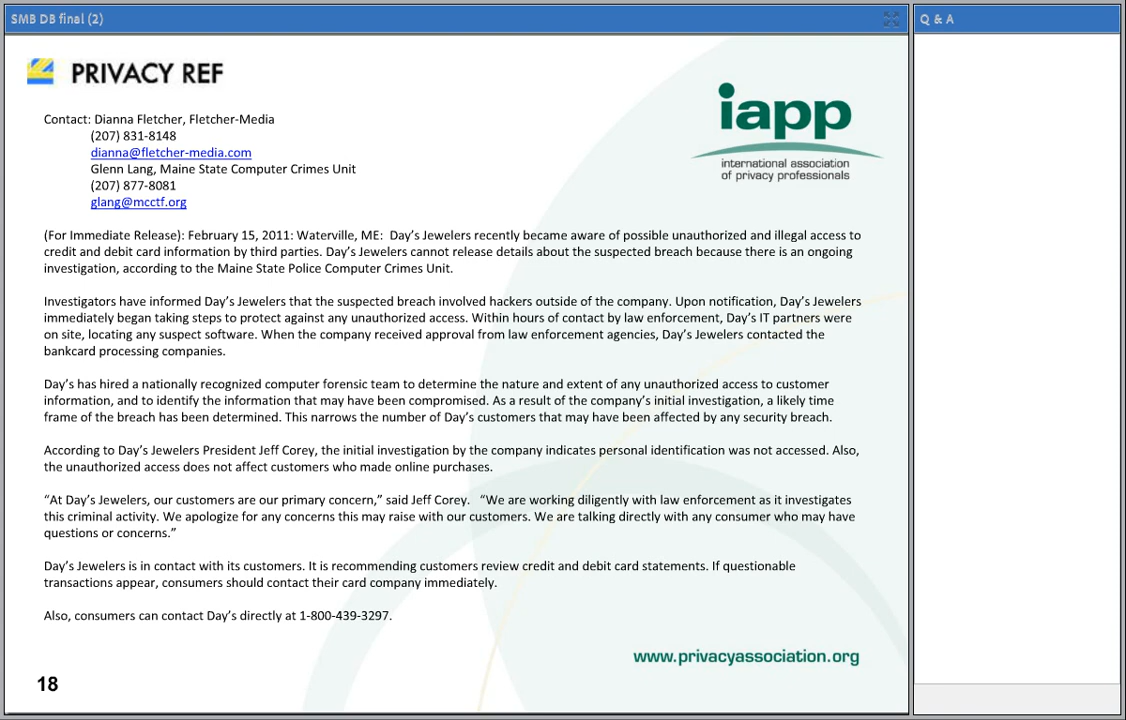 SMB DB final (2)
Q & A
PRIVACY REF
iapp
international association
of privacy professionals
Contact: Dianna Fletcher, Fletcher-Media
(207) 831-8148
dianna@fletcher-media.com
Glenn Lang, Maine State Computer Crimes Unit
(207) 877-8081
glang@mcctf.org
(For Immediate Release): February 15, 2011: Waterville, ME:  Day’s Jewelers recently became aware of possible unauthorized and illegal access to
credit and debit card information by third parties. Day’s Jewelers cannot release details about the suspected breach because there is an ongoing
investigation, according to the Maine State Police Computer Crimes Unit.
Investigators have informed Day’s Jewelers that the suspected breach involved hackers outside of the company. Upon notification, Day’s Jewelers
immediately began taking steps to protect against any unauthorized access. Within hours of contact by law enforcement, Day’s IT partners were
on site, locating any suspect software. When the company received approval from law enforcement agencies, Day’s Jewelers contacted the
bankcard processing companies.
Day’s has hired a nationally recognized computer forensic team to determine the nature and extent of any unauthorized access to customer
information, and to identify the information that may have been compromised. As a result of the company’s initial investigation, a likely time
frame of the breach has been determined. This narrows the number of Day’s customers that may have been affected by any security breach.
According to Day’s Jewelers President Jeff Corey, the initial investigation by the company indicates personal identification was not accessed. Also,
the unauthorized access does not affect customers who made online purchases.
“At Day’s Jewelers, our customers are our primary concern,” said Jeff Corey.   “We are working diligently with law enforcement as it investigates
this criminal activity. We apologize for any concerns this may raise with our customers. We are talking directly with any consumer who may have
questions or concerns.”
Day’s Jewelers is in contact with its customers. It is recommending customers review credit and debit card statements. If questionable
transactions appear, consumers should contact their card company immediately.
Also, consumers can contact Day’s directly at 1-800-439-3297.
www.privacyassociation.org
18